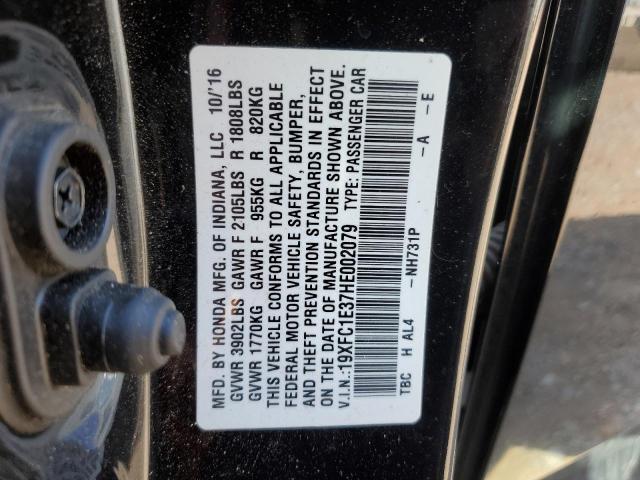 MFD. BY HONDA MFG. OF INDIANA, LLC 10/'16
GVWR 3902LBS GAWR F 2105LBS R 1808LBS
GVWR 1770KG GAWR F 955KG R 820KG
THIS VEHICLE CONFORMS TO ALL APPLICABLE
FEDERAL MOTOR VEHICLE SAFETY, BUMPER,
AND THEFT PREVENTION STANDARDS IN EFFECT
ON THE DATE OF MANUFACTURE SHOWN ABOVE.
V.I.N.:19XFC1E37HE002079 TYPE: PASSENGER CAR
TBC H AL4 -NH731P -A -E